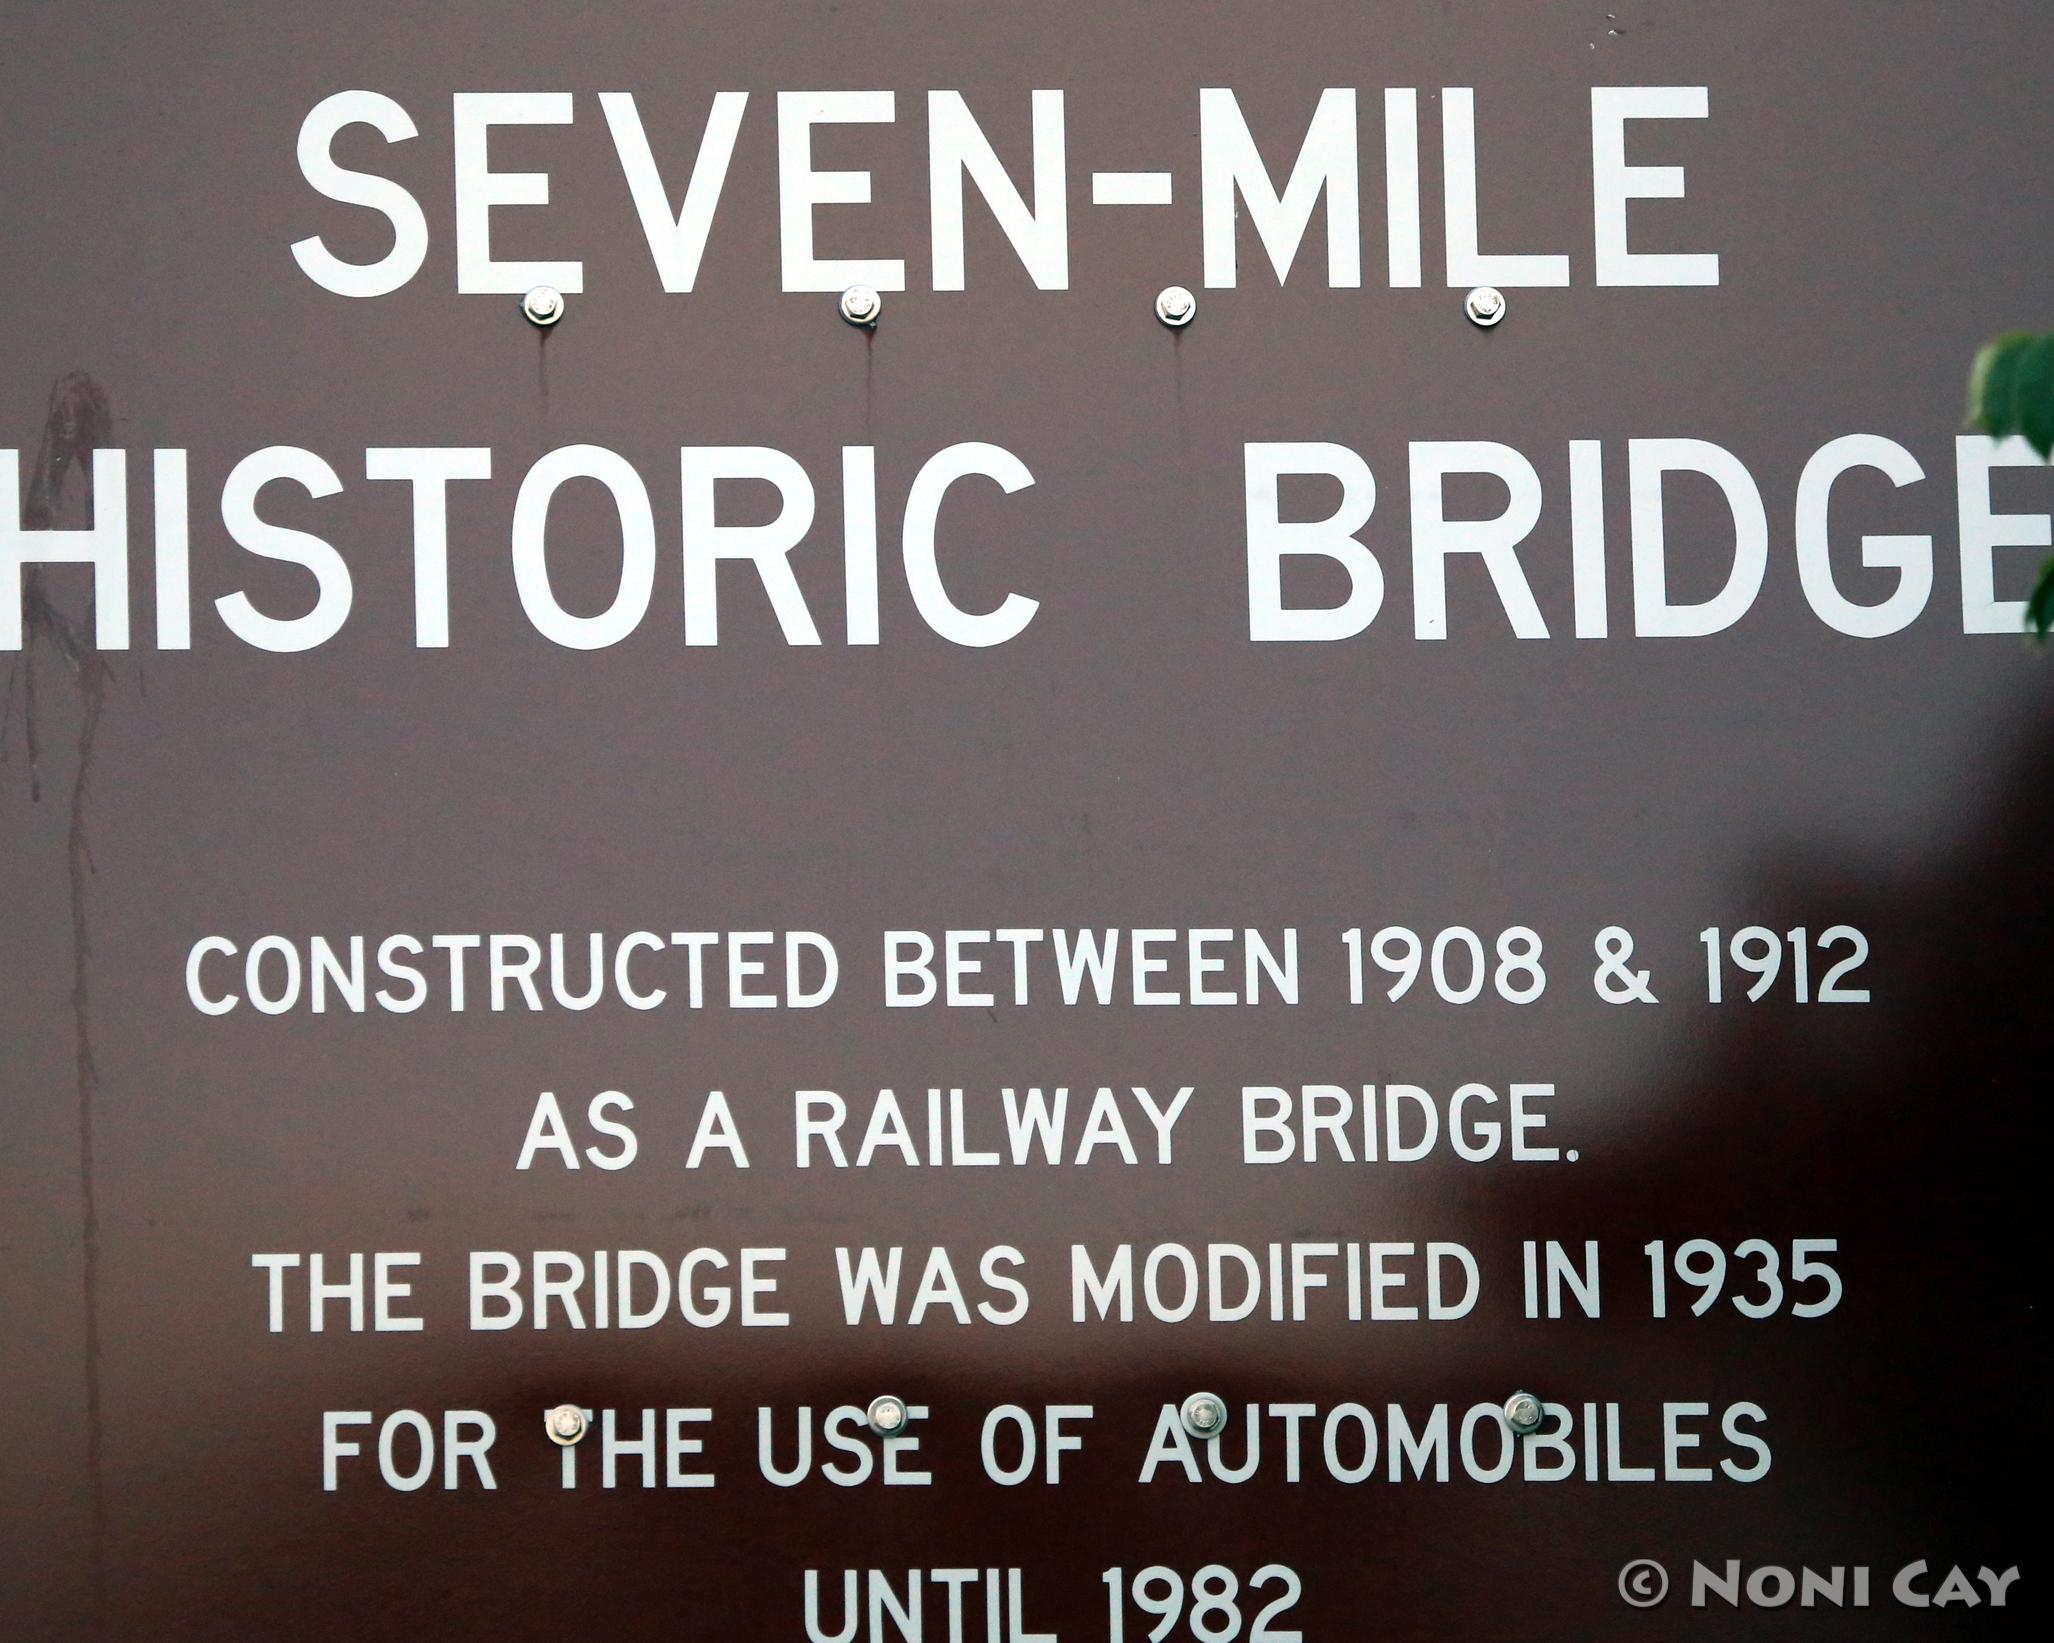 SEVEN-MILE
HISTORIC BRIDGE
CONSTRUCTED BETWEEN 1908 & 1912
AS A RAILWAY BRIDGE.
THE BRIDGE WAS MODIFIED IN 1935
FOR THE USE OF AUTOMOBILES
UNTIL 1982
© NONI CAY